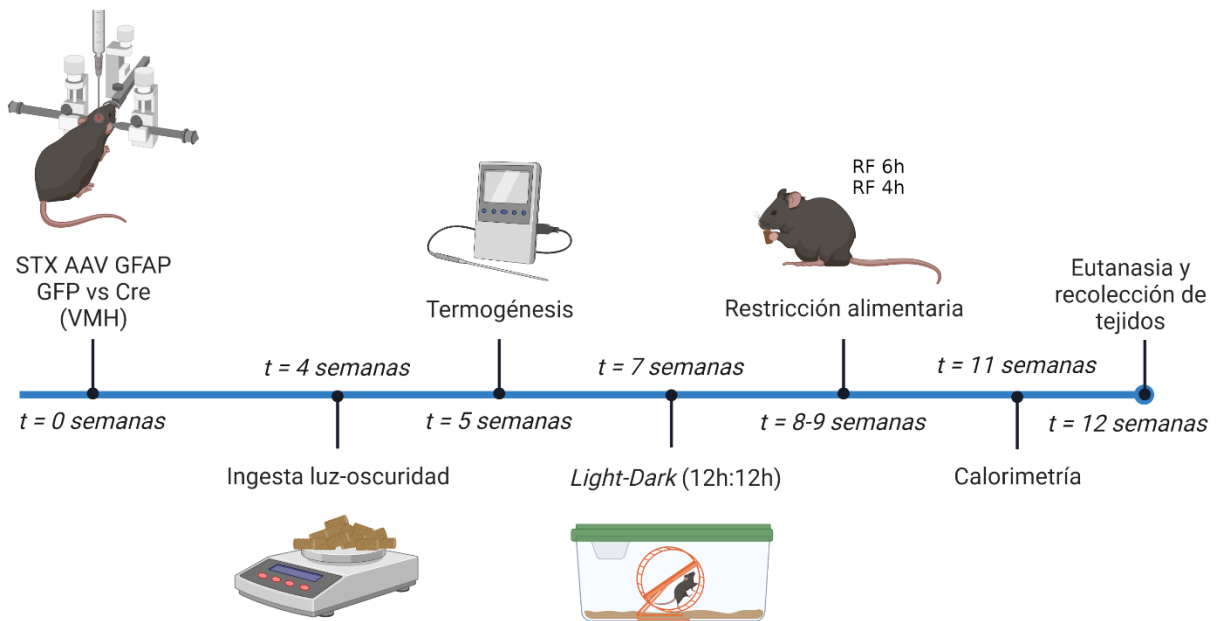 RF 6h
RF 4h
STX AAV GFAP
GFP vs Cre
(VMH)
Termogénesis
Restricción alimentaria
Eutanasia y
recolección de
tejidos
t = 4 semanas
t = 7 semanas
t = 11 semanas
t = 0 semanas
t = 5 semanas
t = 8-9 semanas
t = 12 semanas
Ingesta luz-oscuridad
Light-Dark (12h:12h)
Calorimetría